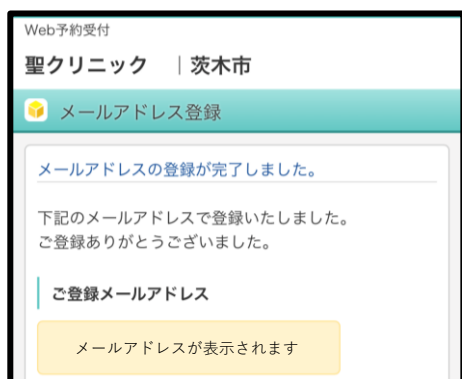 Web予約受付
聖クリニック ｜茨木市
メールアドレス登録
メールアドレスの登録が完了しました。
下記のメールアドレスで登録いたしました。
ご登録ありがとうございました。
ご登録メールアドレス
メールアドレスが表示されます